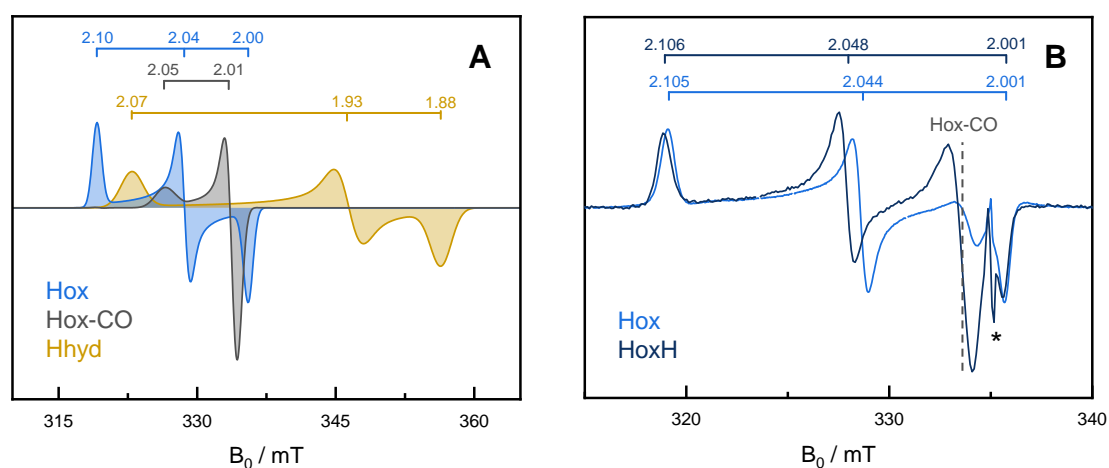 A
2.10 2.04 2.00
2.05 2.01
2.07 1.93 1.88
Hox
Hox-CO
Hhyd
315 330 345 360
B₀ / mT
B
2.106 2.048 2.001
2.105 2.044 2.001
Hox-CO
Hox
HoxH
*
320 330 340
B₀ / mT